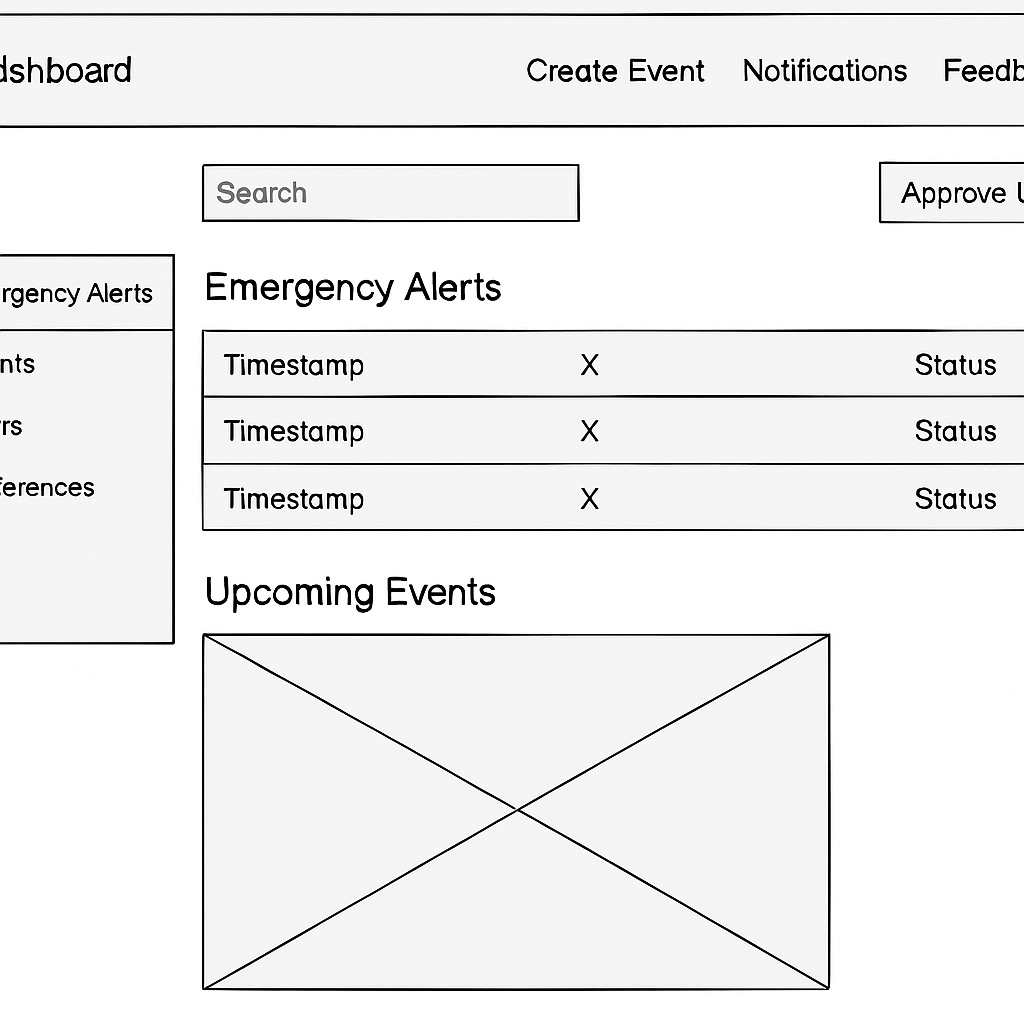 dshboard Create Event Notifications Feedb
Search Approve U
rgency Alerts
nts
rs
ferences
Emergency Alerts
Timestamp X Status
Timestamp X Status
Timestamp X Status
Upcoming Events